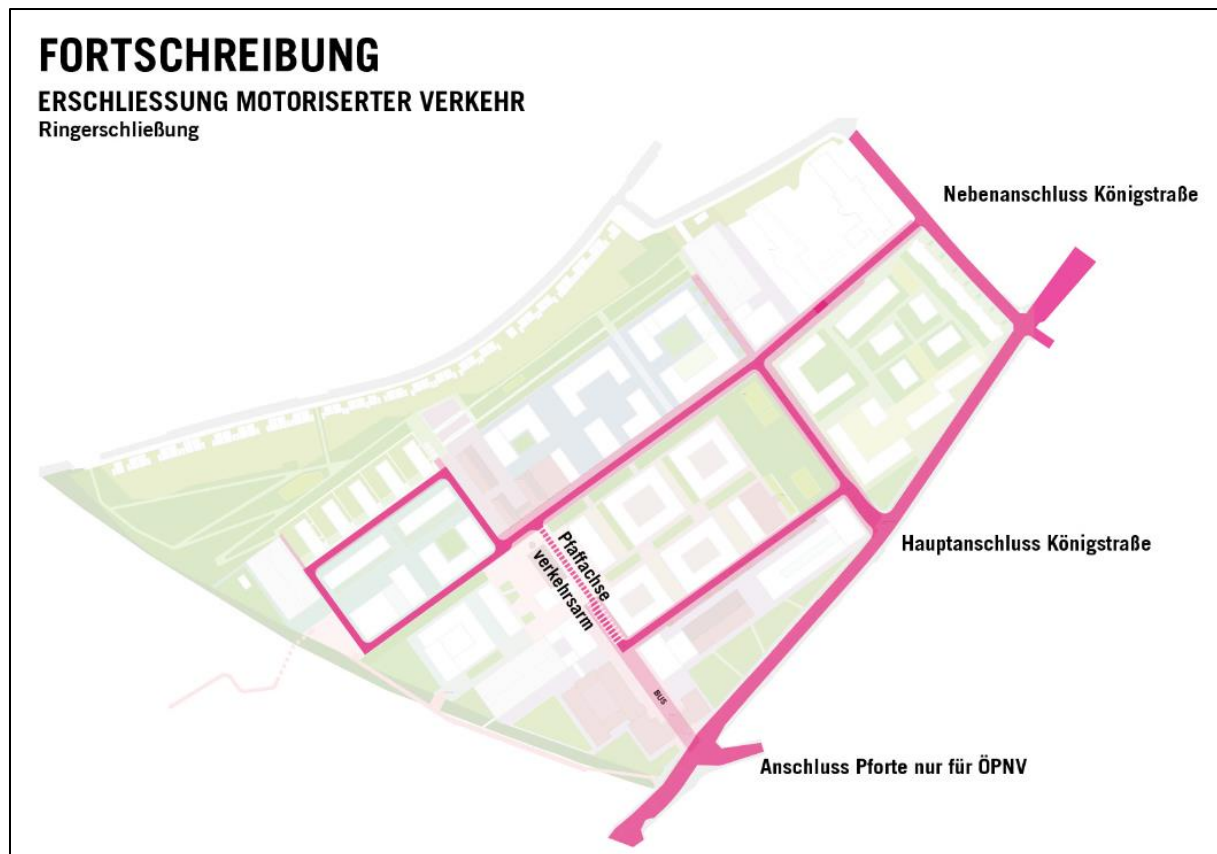 FORTSCHREIBUNG
ERSCHLIESSUNG MOTORISERTER VERKEHR
Ringerschließung
Nebenanschluss Königstraße
Hauptanschluss Königstraße
Pfaffachse
verkehrsarm
BUS
Anschluss Pforte nur für ÖPNV